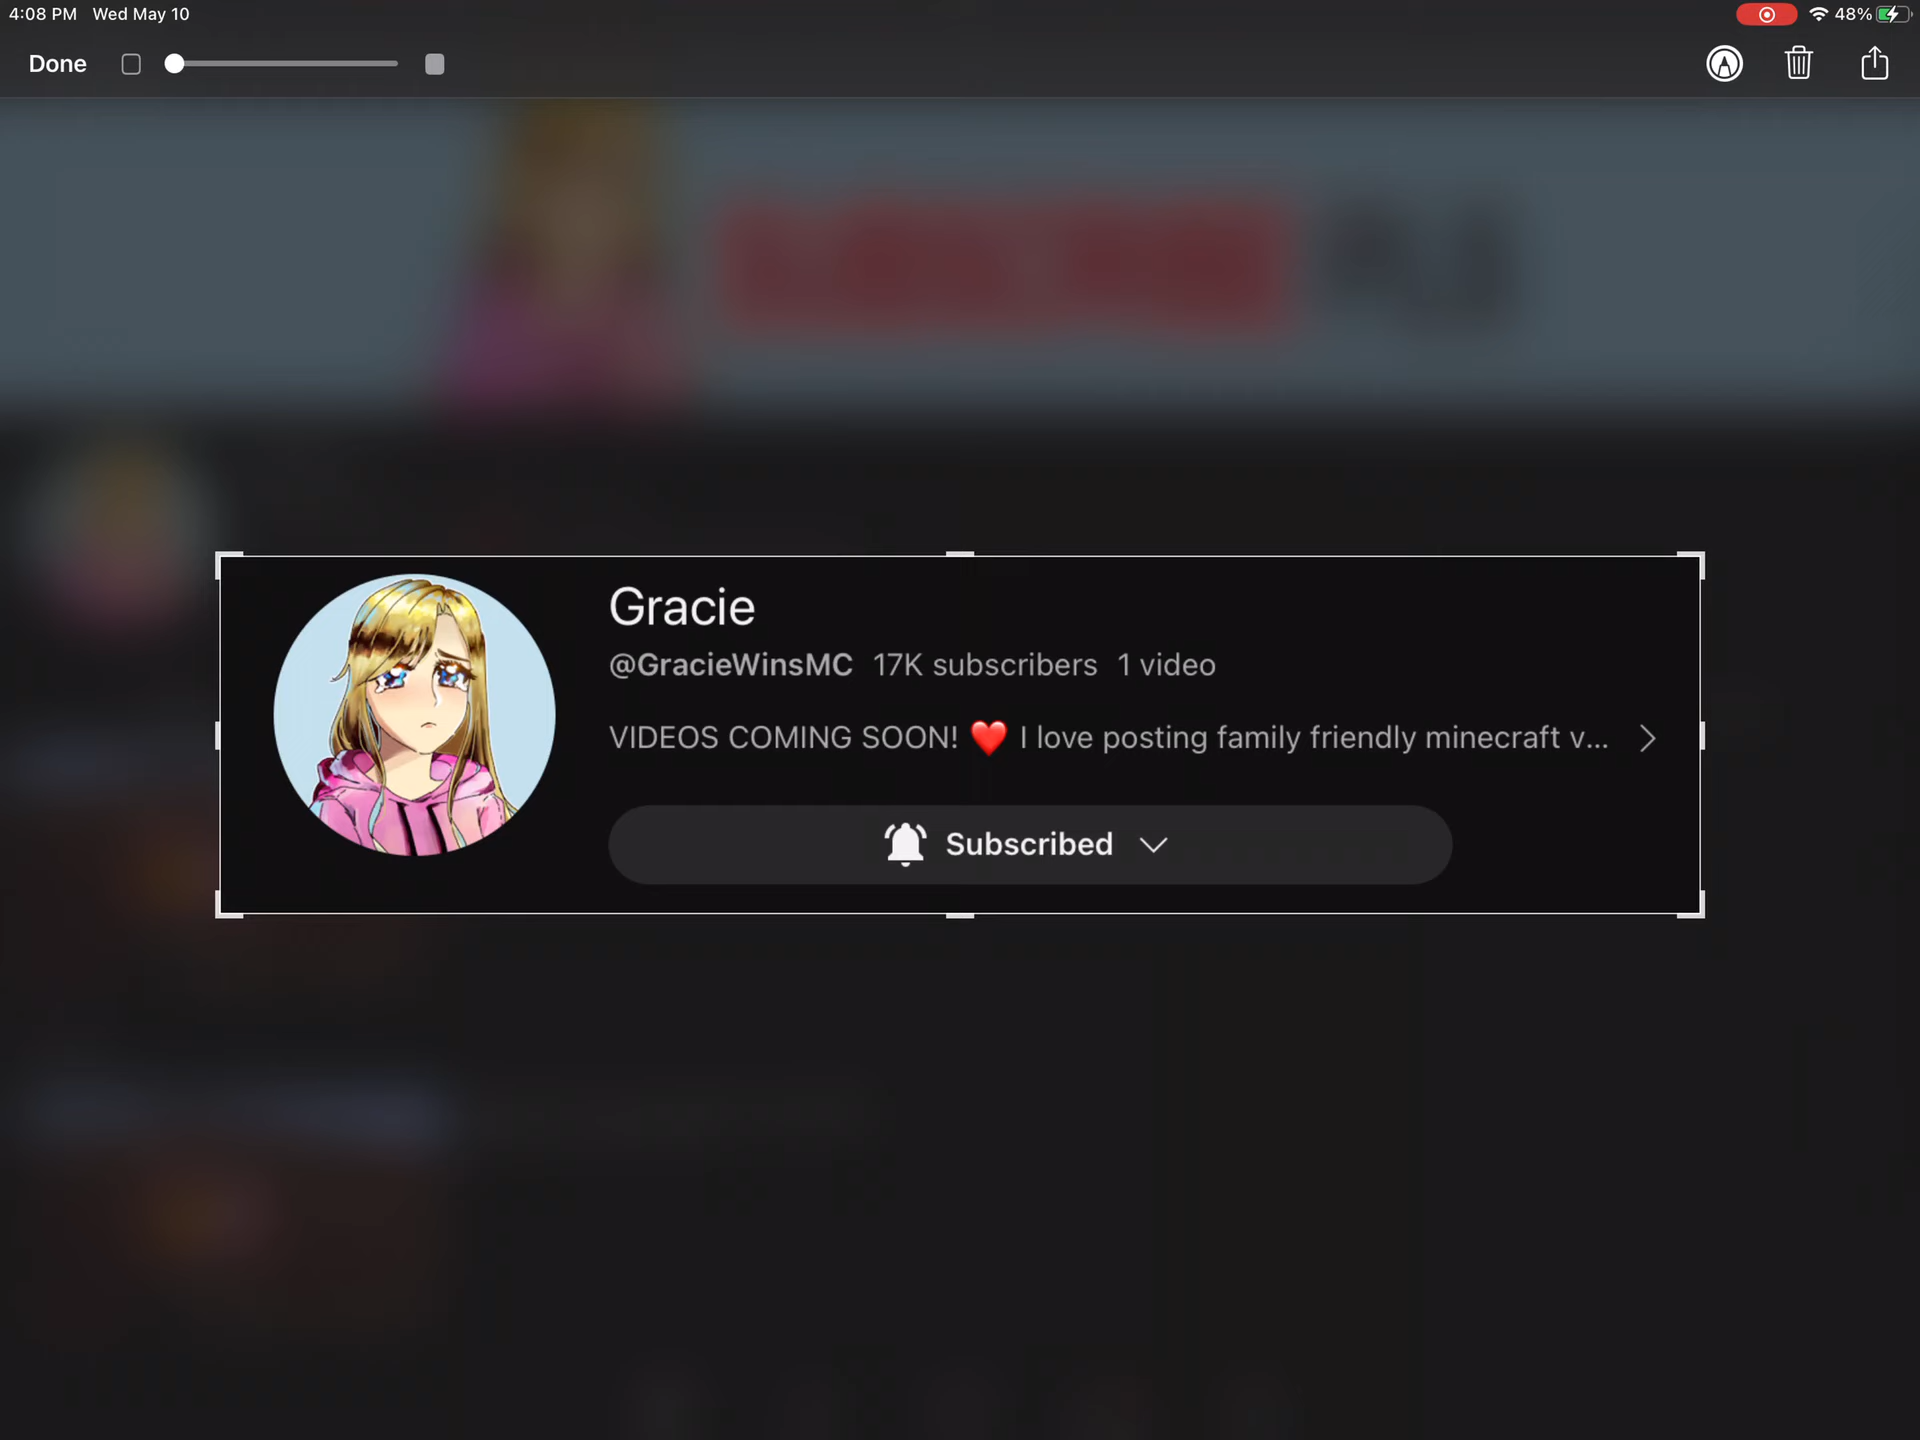 4:08 PM Wed May 10
48%
Done
Gracie
@GracieWinsMC 17K subscribers 1 video
VIDEOS COMING SOON! ❤️ I love posting family friendly minecraft v...
Subscribed